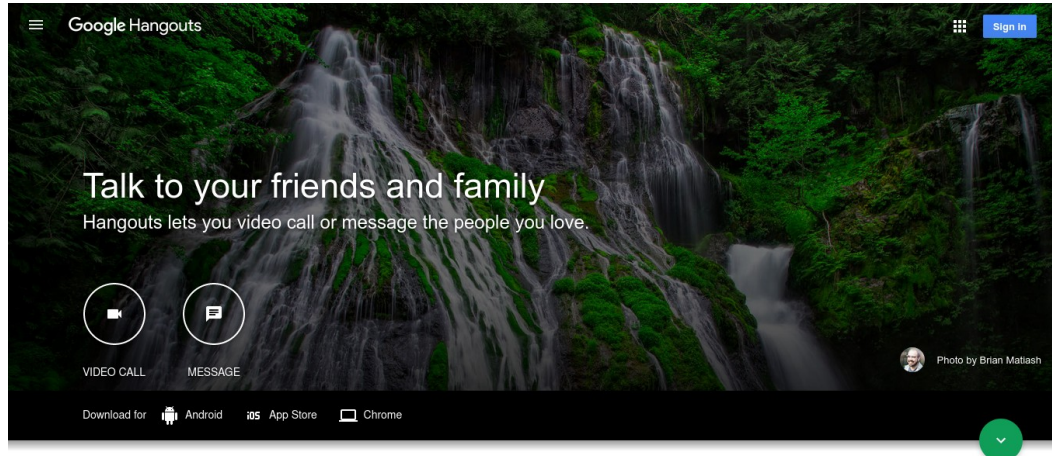 Google Hangouts
Sign in
Talk to your friends and family
Hangouts lets you video call or message the people you love.
VIDEO CALL
MESSAGE
Photo by Brian Matiash
Download for
Android
iOS App Store
Chrome